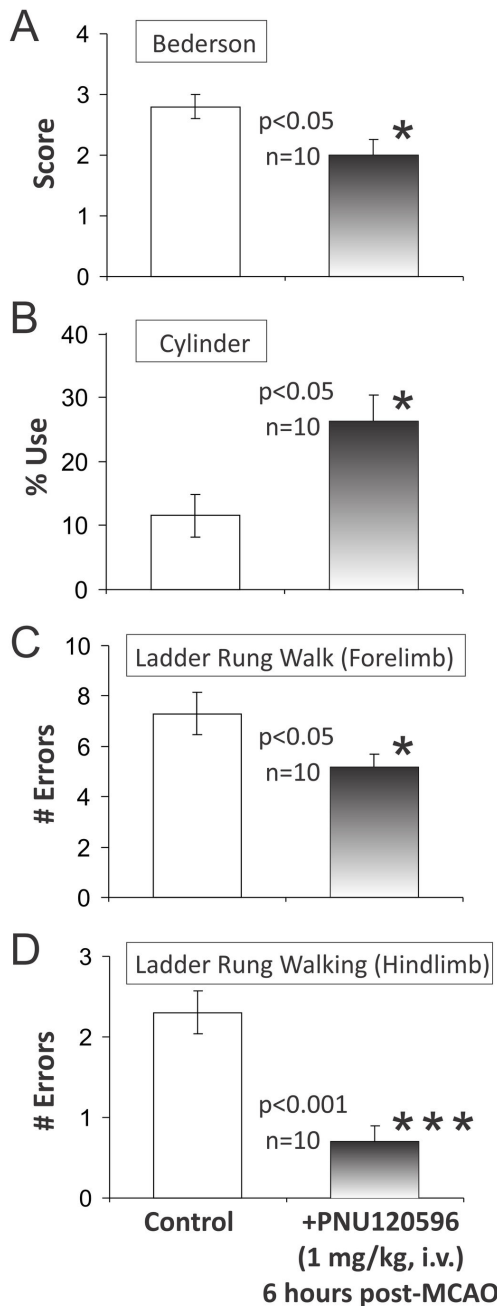 A
Bederson
4
3
2
1
0
Score
p<0.05
n=10
*
B
Cylinder
40
30
20
10
0
% Use
p<0.05
n=10
*
C
Ladder Rung Walk (Forelimb)
10
8
6
4
2
0
# Errors
p<0.05
n=10
*
D
Ladder Rung Walking (Hindlimb)
3
2
1
0
# Errors
p<0.001
n=10
***
Control
+PNU120596
(1 mg/kg, i.v.)
6 hours post-MCAO